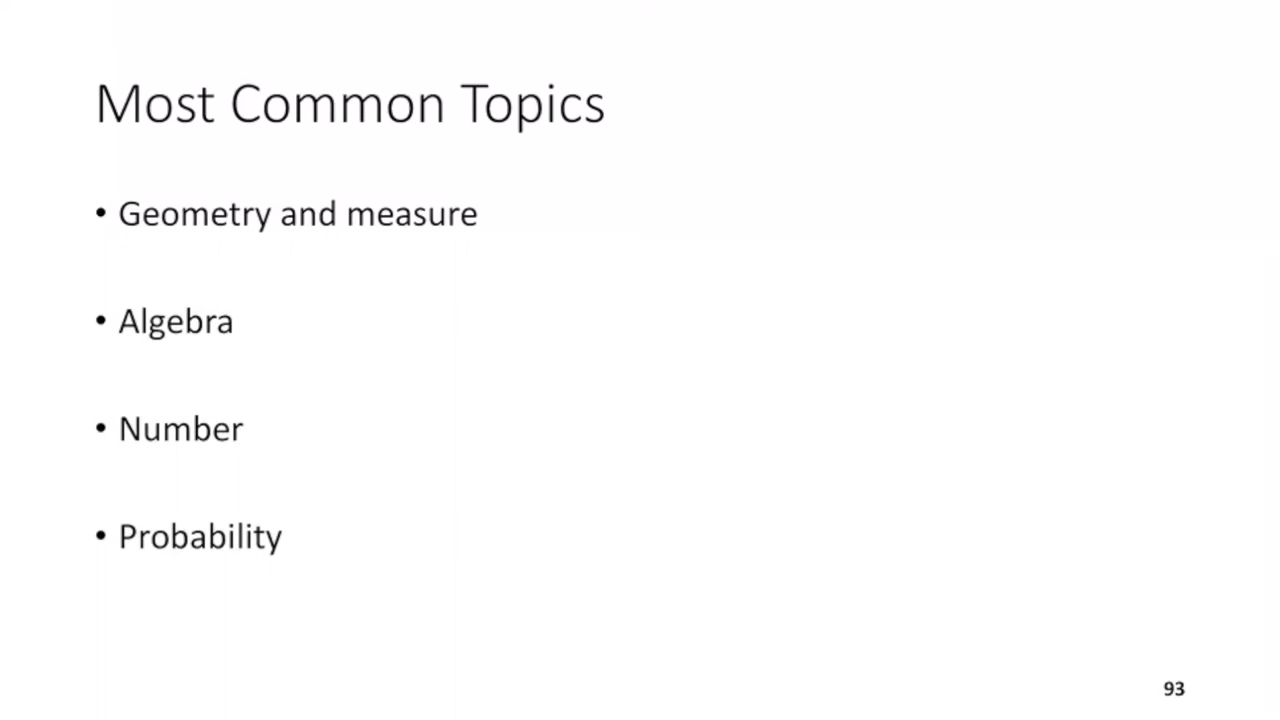 Most Common Topics
• Geometry and measure
• Algebra
• Number
• Probability
93